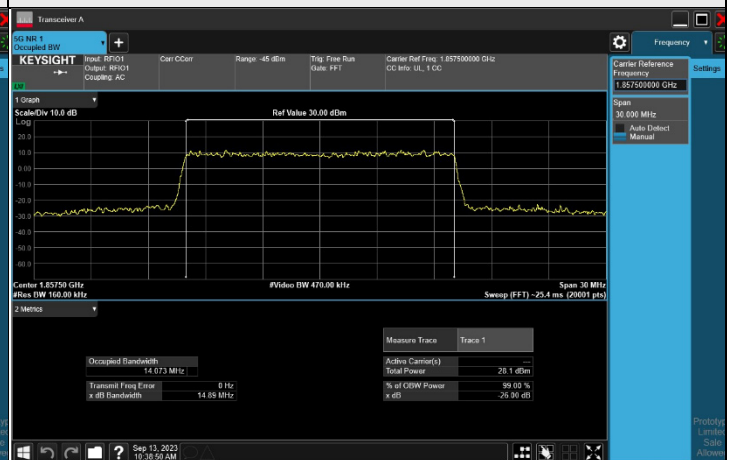 Transceiver A
5G NR 1
Occupied BW
Frequency
KEYSIGHT
Input: RFIO1
Output: RFIO1
Coupling: AC
Corr CCorr
Range: -45 dBm
Trig: Free Run
Gate: FFT
Carrier Ref Freq: 1.857500000 GHz
CC Info: UL, 1 CC
Carrier Reference
Frequency
1.857500000 GHz
Settings
Span
30.000 MHz
Auto Detect
Manual
1 Graph
Scale/Div 10.0 dB
Ref Value 30.00 dBm
Log
20.0
10.0
0.00
-10.0
-20.0
-30.0
-40.0
-50.0
-60.0
Center 1.85750 GHz
#Video BW 470.00 kHz
Span 30 MHz
#Res BW 160.00 kHz
Sweep (FFT) ~25.4 ms (20001 pts)
2 Metrics
Measure Trace
Trace 1
Occupied Bandwidth
14.073 MHz
Active Carrier(s)
---
Total Power
28.1 dBm
Transmit Freq Error
0 Hz
% of OBW Power
99.00 %
x dB Bandwidth
14.89 MHz
x dB
-26.00 dB
Sep 13, 2023
10:38:50 AM